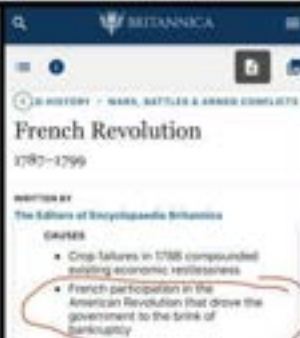 BRITANNICA
D HISTORY • WARS, BATTLES & ARMED CONFLICTS
French Revolution
1787–1799
WRITTEN BY
The Editors of Encyclopaedia Britannica
CAUSES
• Crop failures in 1788 compounded
existing economic restlessness
• French participation in the
American Revolution that drove the
government to the brink of
bankruptcy